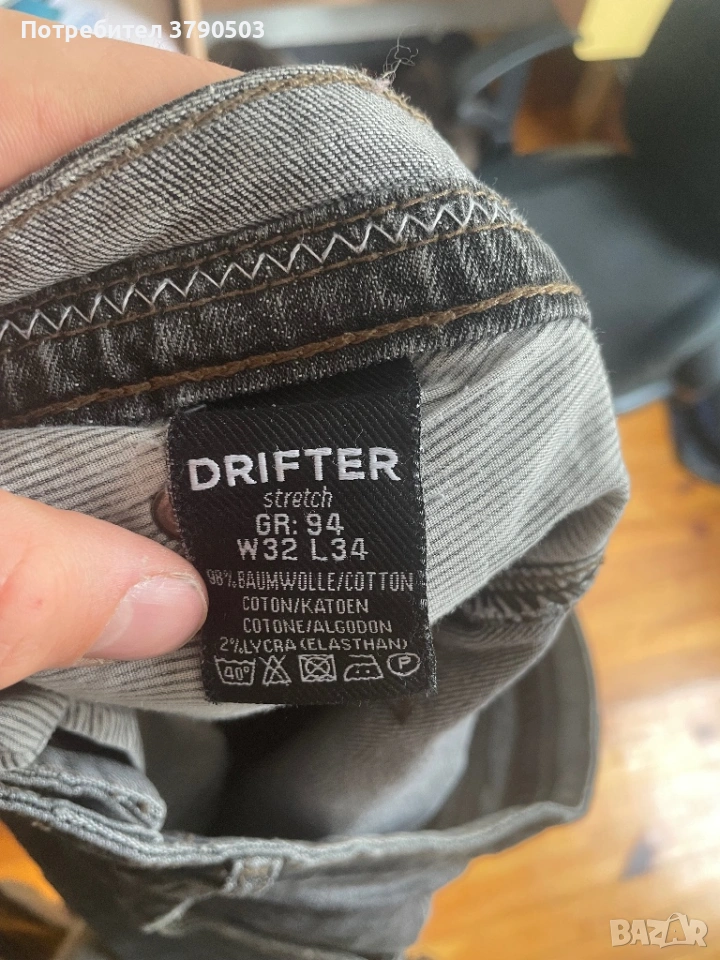 Потребител 3790503
DRIFTER
stretch
GR: 94
W32 L34
98% BAUMWOLLE/COTTON
COTON/KATOEN
COTONE/ALGODON
2% LYCRA (ELASTHAN)
40° P
BAZAR